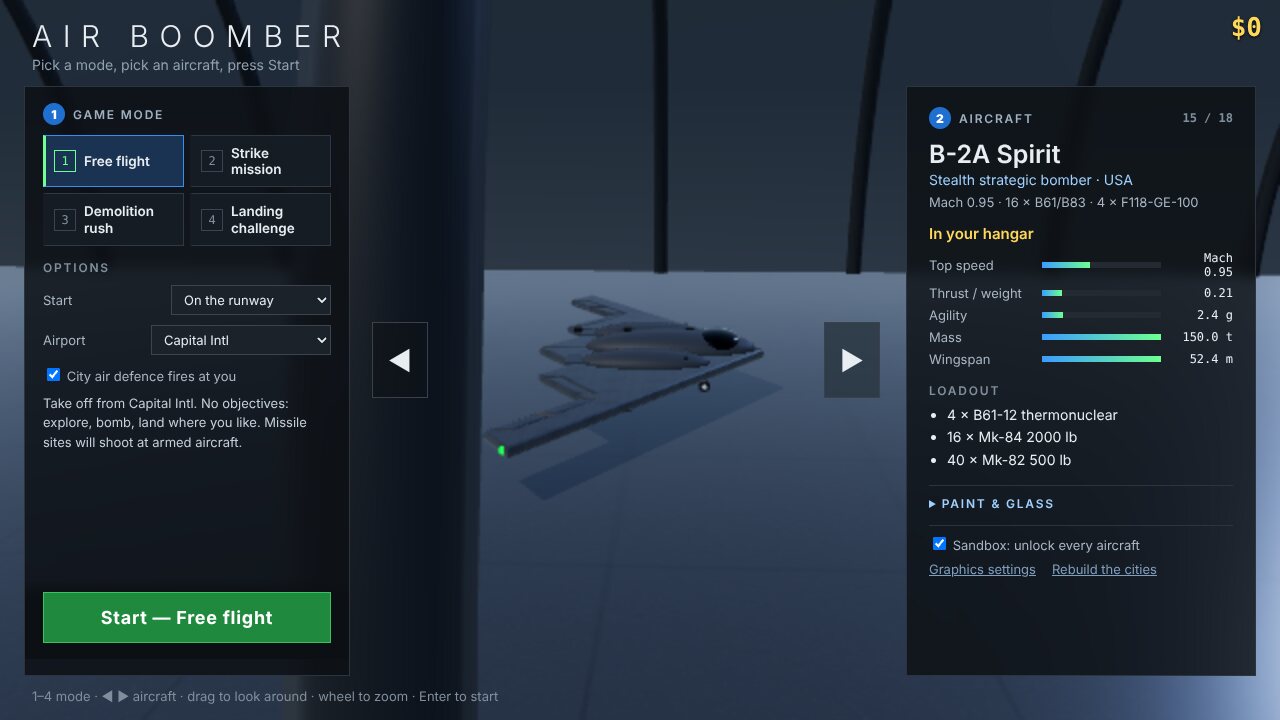 AIR BOOMBER
Pick a mode, pick an aircraft, press Start
$0
1 GAME MODE
1 Free flight
2 Strike mission
3 Demolition rush
4 Landing challenge
OPTIONS
Start On the runway
Airport Capital Intl
City air defence fires at you
Take off from Capital Intl. No objectives:
explore, bomb, land where you like. Missile
sites will shoot at armed aircraft.
Start — Free flight
1–4 mode · ◀ ▶ aircraft · drag to look around · wheel to zoom · Enter to start
2 AIRCRAFT 15 / 18
B-2A Spirit
Stealth strategic bomber · USA
Mach 0.95 · 16 × B61/B83 · 4 × F118-GE-100
In your hangar
Top speed Mach 0.95
Thrust / weight 0.21
Agility 2.4 g
Mass 150.0 t
Wingspan 52.4 m
LOADOUT
• 4 × B61-12 thermonuclear
• 16 × Mk-84 2000 lb
• 40 × Mk-82 500 lb
▶ PAINT & GLASS
Sandbox: unlock every aircraft
Graphics settings Rebuild the cities